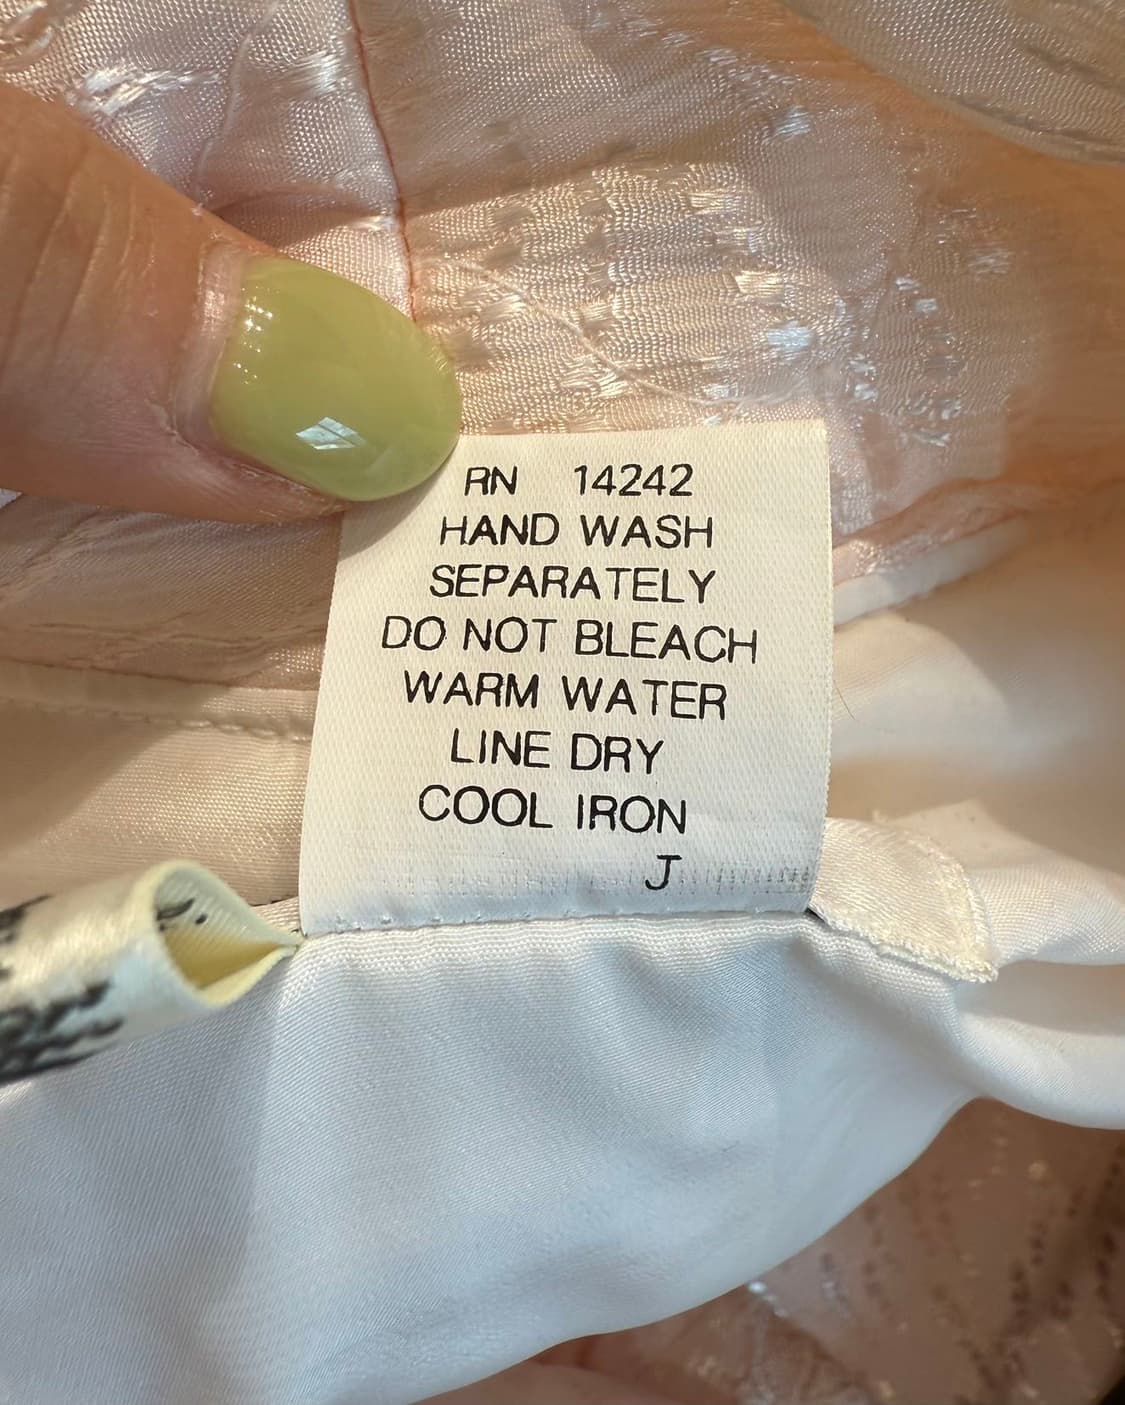 RN 14242
HAND WASH
SEPARATELY
DO NOT BLEACH
WARM WATER
LINE DRY
COOL IRON
J